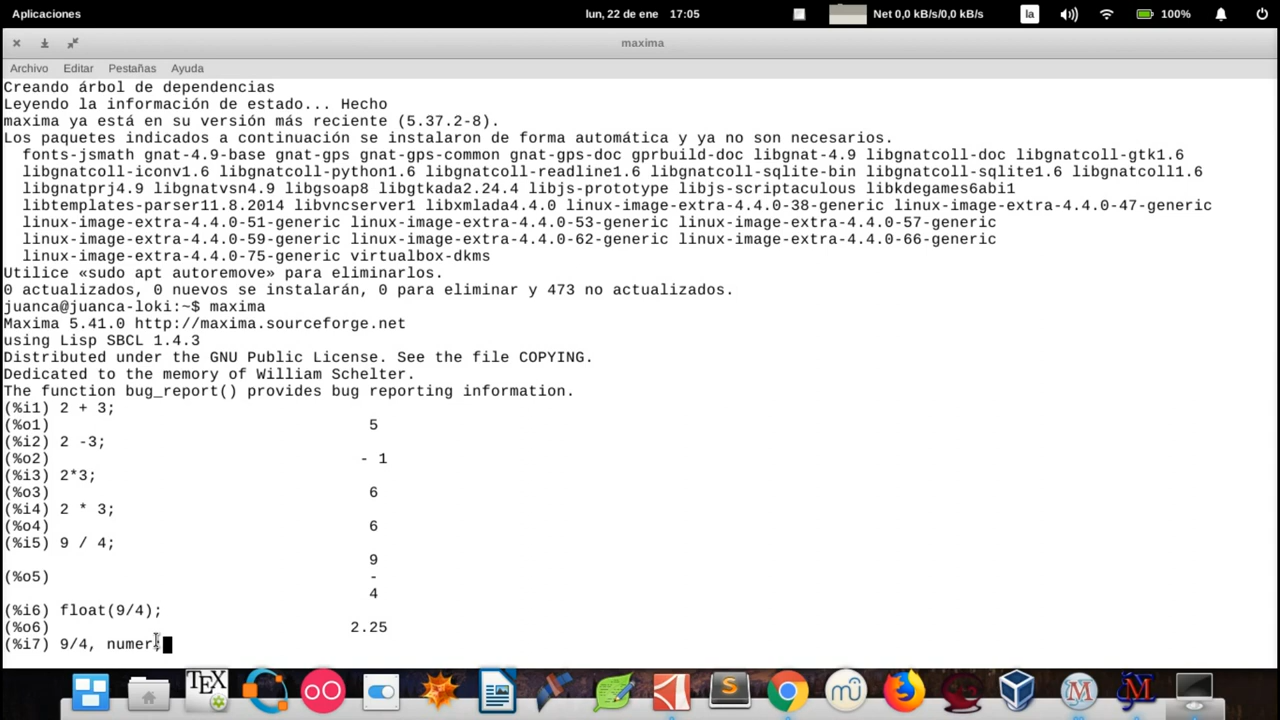 Aplicaciones lun, 22 de ene 17:05 Net 0,0 kB/s/0,0 kB/s la 100%
maxima
Archivo Editar Pestañas Ayuda
Creando árbol de dependencias
Leyendo la información de estado... Hecho
maxima ya está en su versión más reciente (5.37.2-8).
Los paquetes indicados a continuación se instalaron de forma automática y ya no son necesarios.
fonts-jsmath gnat-4.9-base gnat-gps gnat-gps-common gnat-gps-doc gprbuild-doc libgnat-4.9 libgnatcoll-doc libgnatcoll-gtk1.6
libgnatcoll-iconv1.6 libgnatcoll-python1.6 libgnatcoll-readline1.6 libgnatcoll-sqlite-bin libgnatcoll-sqlite1.6 libgnatcoll1.6
libgnatprj4.9 libgnatvsn4.9 libgsoap8 libgtkada2.24.4 libjs-prototype libjs-scriptaculous libkdegames6abi1
libtemplates-parser11.8.2014 libvncserver1 libxmlada4.4.0 linux-image-extra-4.4.0-38-generic linux-image-extra-4.4.0-47-generic
linux-image-extra-4.4.0-51-generic linux-image-extra-4.4.0-53-generic linux-image-extra-4.4.0-57-generic
linux-image-extra-4.4.0-59-generic linux-image-extra-4.4.0-62-generic linux-image-extra-4.4.0-66-generic
linux-image-extra-4.4.0-75-generic virtualbox-dkms
Utilice «sudo apt autoremove» para eliminarlos.
0 actualizados, 0 nuevos se instalarán, 0 para eliminar y 473 no actualizados.
juanca@juanca-loki:~$ maxima
Maxima 5.41.0 http://maxima.sourceforge.net
using Lisp SBCL 1.4.3
Distributed under the GNU Public License. See the file COPYING.
Dedicated to the memory of William Schelter.
The function bug_report() provides bug reporting information.
(%i1) 2 + 3;
(%o1) 5
(%i2) 2 -3;
(%o2) - 1
(%i3) 2*3;
(%o3) 6
(%i4) 2 * 3;
(%o4) 6
(%i5) 9 / 4;
9
(%o5) -
4
(%i6) float(9/4);
(%o6) 2.25
(%i7) 9/4, numer;
TEX S mü M M